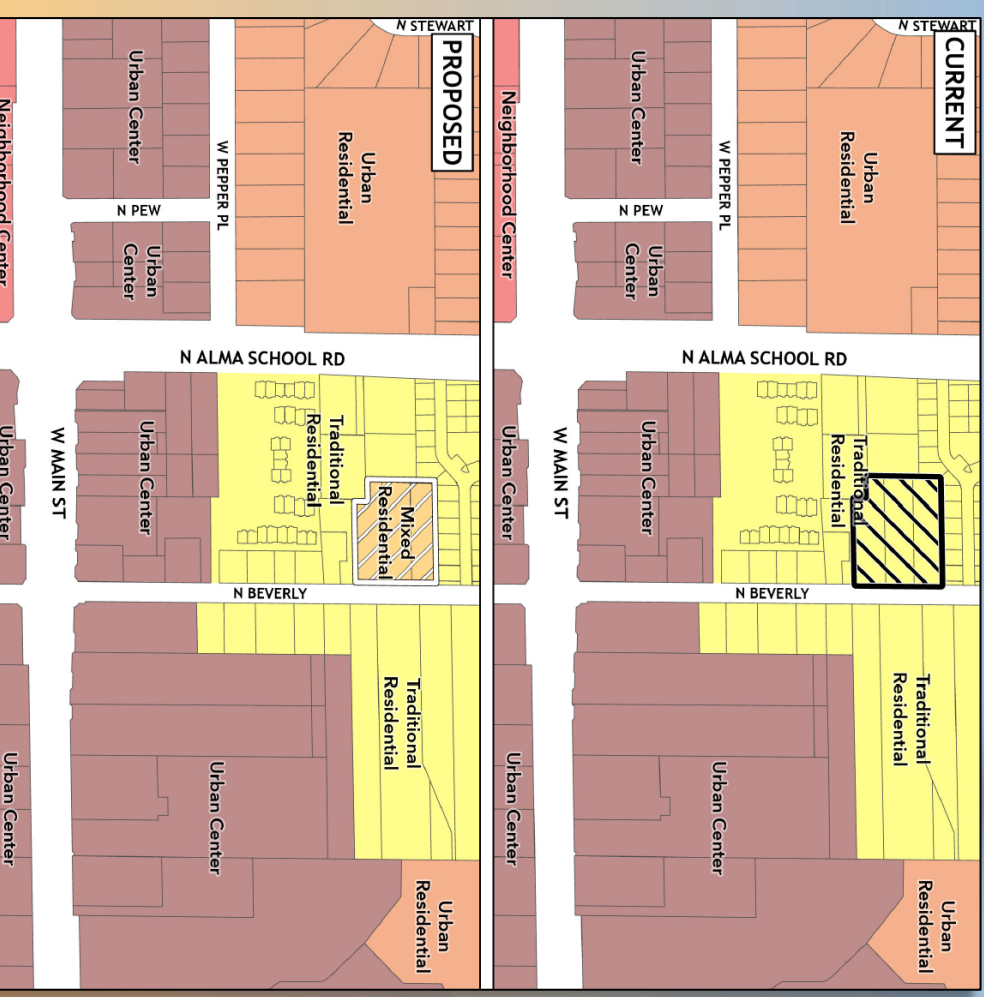 CURRENT
N STEWART
Urban
Residential
W PEPPER PL
Urban Center
N PEW
Urban
Center
Neighborhood Center
N ALMA SCHOOL RD
Traditional
Residential
Urban Center
W MAIN ST
Urban Center
N BEVERLY
Traditional
Residential
Urban Center
Urban
Residential
Urban Center
PROPOSED
N STEWART
Urban
Residential
W PEPPER PL
Urban Center
N PEW
Urban
Center
Neighborhood Center
N ALMA SCHOOL RD
Traditional
Residential
Mixed
Residential
Urban Center
W MAIN ST
Urban Center
N BEVERLY
Traditional
Residential
Urban Center
Urban
Residential
Urban Center